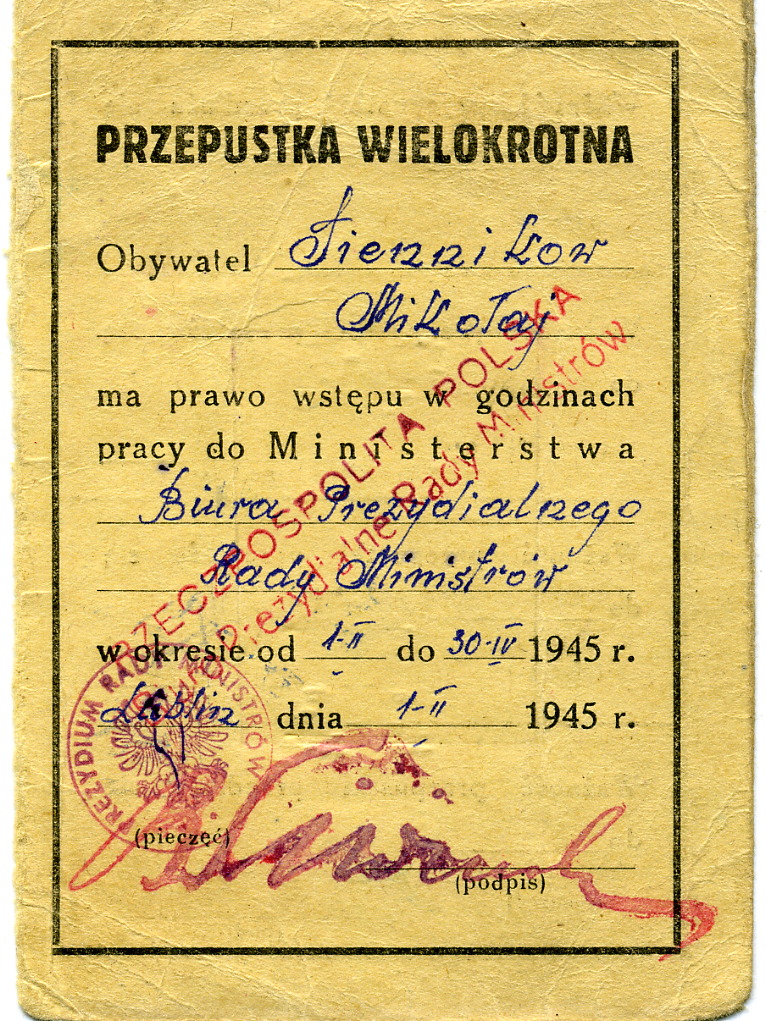 PRZEPUSTKA WIELOKROTNA
Obywatel Siennikow
Mikołaj
ma prawo wstępu w godzinach
pracy do Ministerstwa
Biura Prezydialnego
Rady Ministrów
w okresie od 1-II do 30-IV 1945 r.
Lublin dnia 1-II 1945 r.
(pieczęć)
(podpis)
RZECZPOSPOLITA POLSKA
Biuro Prezydialne Rady Ministrów
PREZYDIUM RADY MINISTRÓW